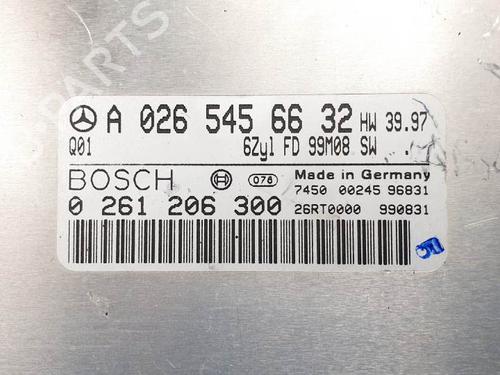 PARTS
A 026 545 66 32 HW 39.97
Q01 6Zyl FD 99M08 SW
BOSCH 076 Made in Germany
7450 00245 96831
0 261 206 300 26RT0000 990831